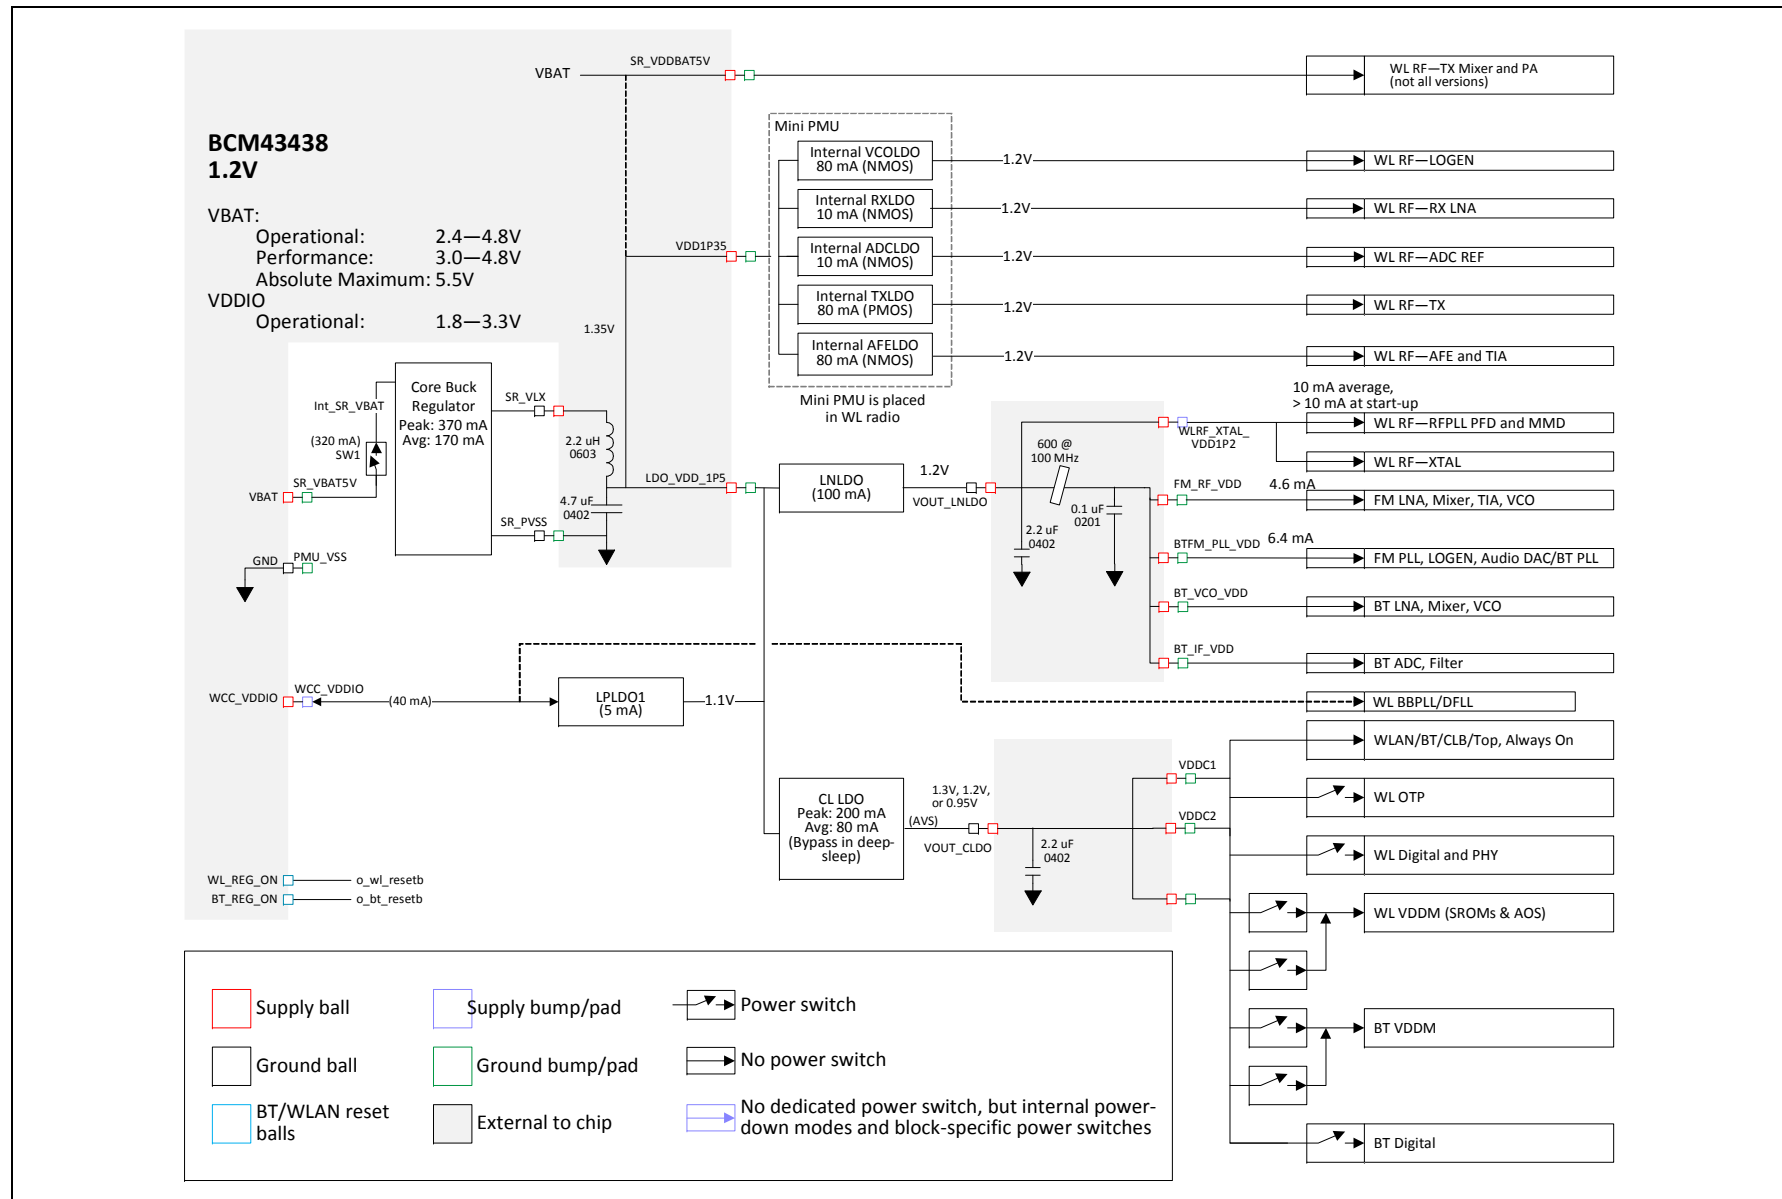 BCM43438
1.2V
VBAT:
Operational: 2.4—4.8V
Performance: 3.0—4.8V
Absolute Maximum: 5.5V
VDDIO
Operational: 1.8—3.3V
VBAT
SR_VDDBAT5V
WL RF—TX Mixer and PA
(not all versions)
Mini PMU
Internal VCOLDO
80 mA (NMOS)
1.2V
WL RF—LOGEN
Internal RXLDO
10 mA (NMOS)
1.2V
WL RF—RX LNA
VDD1P35
Internal ADCLDO
10 mA (NMOS)
1.2V
WL RF—ADC REF
Internal TXLDO
80 mA (PMOS)
1.2V
WL RF—TX
1.35V
Internal AFELDO
80 mA (NMOS)
1.2V
WL RF—AFE and TIA
Mini PMU is placed
in WL radio
Core Buck
Regulator
Peak: 370 mA
Avg: 170 mA
Int_SR_VBAT
(320 mA)
SW1
SR_VBAT5V
VBAT
SR_VLX
2.2 uH
0603
4.7 uF
0402
SR_PVSS
GND
PMU_VSS
LDO_VDD_1P5
LNLDO
(100 mA)
1.2V
VOUT_LNLDO
600 @
100 MHz
2.2 uF
0402
0.1 uF
0201
10 mA average,
> 10 mA at start-up
WLRF_XTAL_
VDD1P2
WL RF—RFPLL PFD and MMD
WL RF—XTAL
FM_RF_VDD
4.6 mA
FM LNA, Mixer, TIA, VCO
BTFM_PLL_VDD
6.4 mA
FM PLL, LOGEN, Audio DAC/BT PLL
BT_VCO_VDD
BT LNA, Mixer, VCO
BT_IF_VDD
BT ADC, Filter
WCC_VDDIO
WCC_VDDIO
(40 mA)
LPLDO1
(5 mA)
1.1V
WL BBPLL/DFLL
CL LDO
Peak: 200 mA
Avg: 80 mA
(Bypass in deep-
sleep)
1.3V, 1.2V,
or 0.95V
(AVS)
VOUT_CLDO
2.2 uF
0402
VDDC1
VDDC2
WLAN/BT/CLB/Top, Always On
WL OTP
WL Digital and PHY
WL VDDM (SROMs & AOS)
BT VDDM
BT Digital
WL_REG_ON
o_wl_resetb
BT_REG_ON
o_bt_resetb
Supply ball
Supply bump/pad
Power switch
Ground ball
Ground bump/pad
No power switch
BT/WLAN reset
balls
External to chip
No dedicated power switch, but internal power-
down modes and block-specific power switches